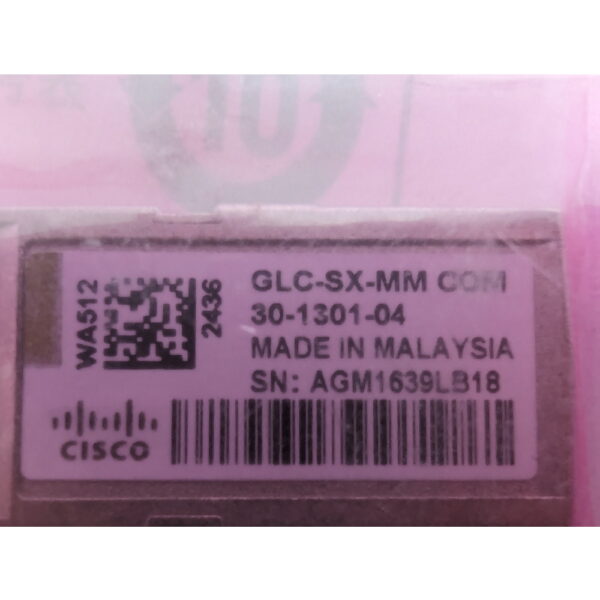 WA512
2436
GLC-SX-MM COM
30-1301-04
MADE IN MALAYSIA
SN: AGM1639LB18
CISCO